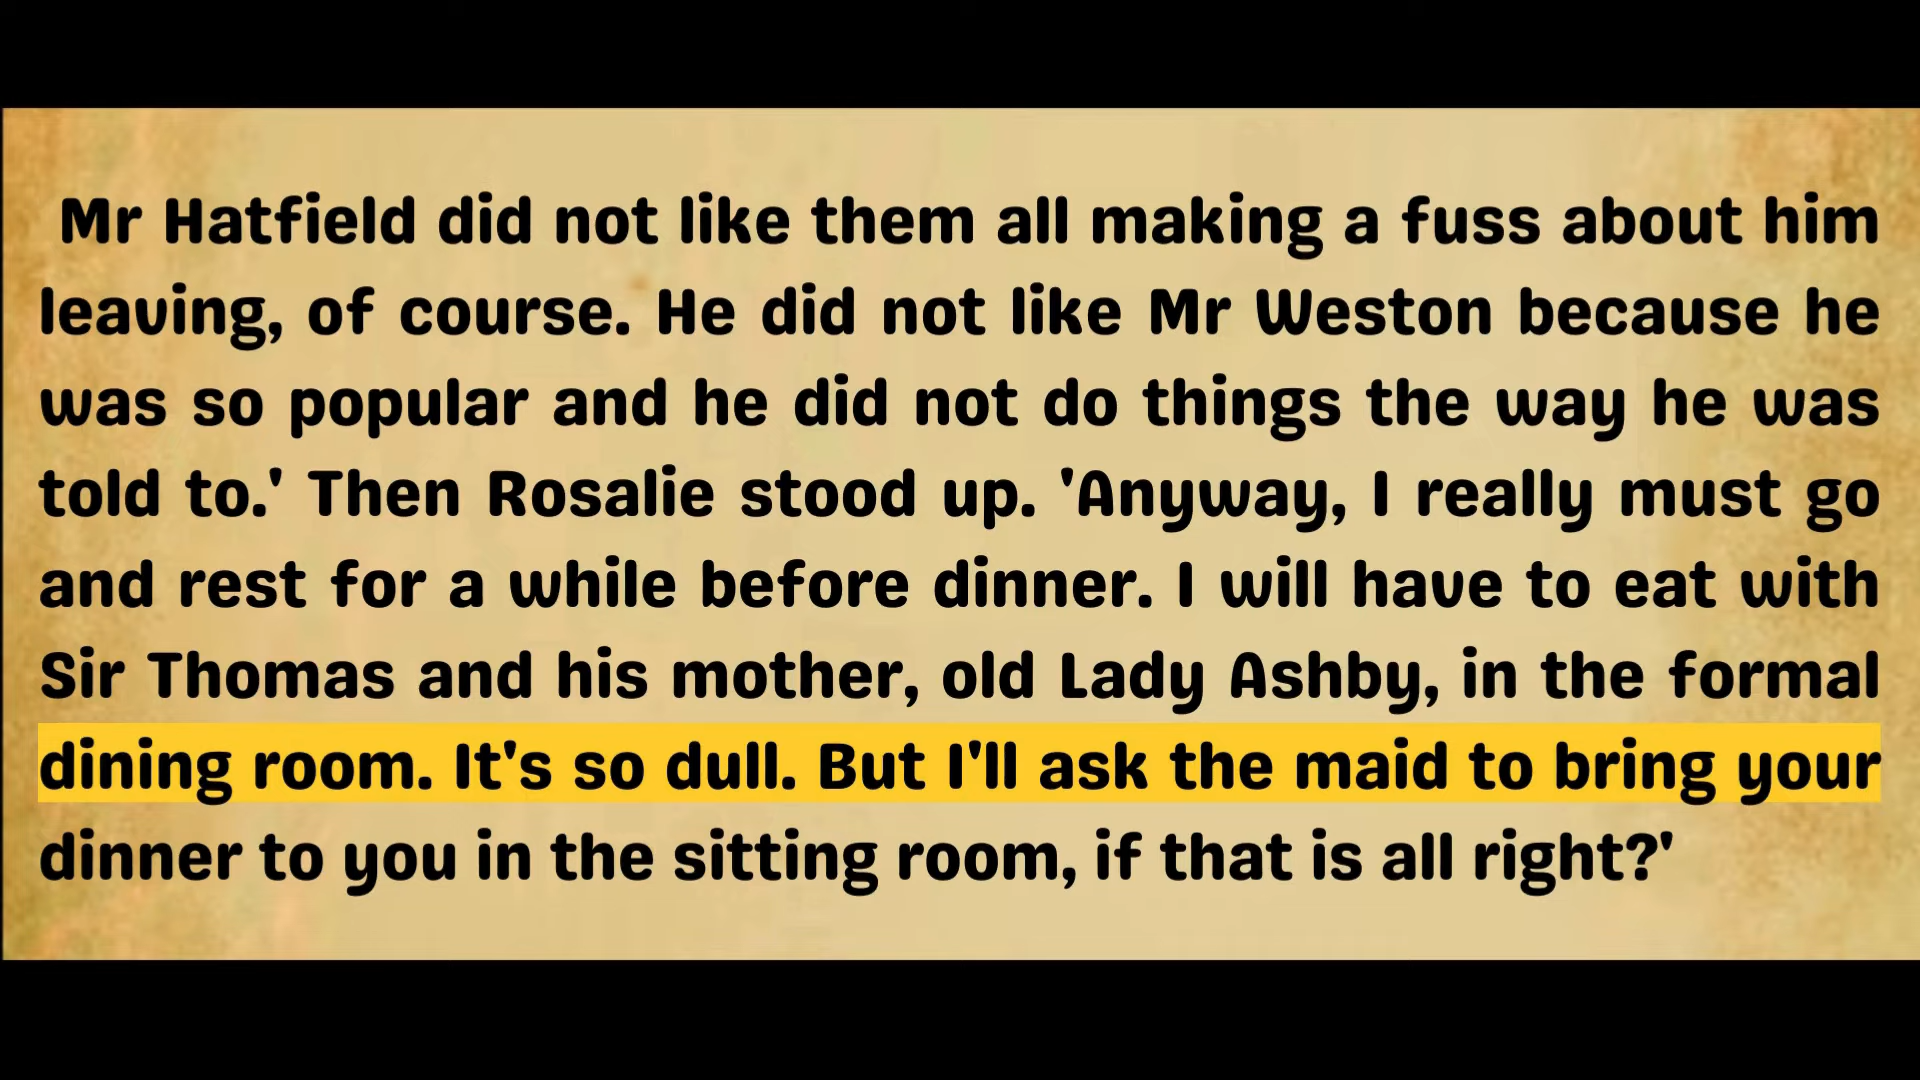 Mr Hatfield did not like them all making a fuss about him
leaving, of course. He did not like Mr Weston because he
was so popular and he did not do things the way he was
told to.' Then Rosalie stood up. 'Anyway, I really must go
and rest for a while before dinner. I will have to eat with
Sir Thomas and his mother, old Lady Ashby, in the formal
dining room. It's so dull. But I'll ask the maid to bring your
dinner to you in the sitting room, if that is all right?'